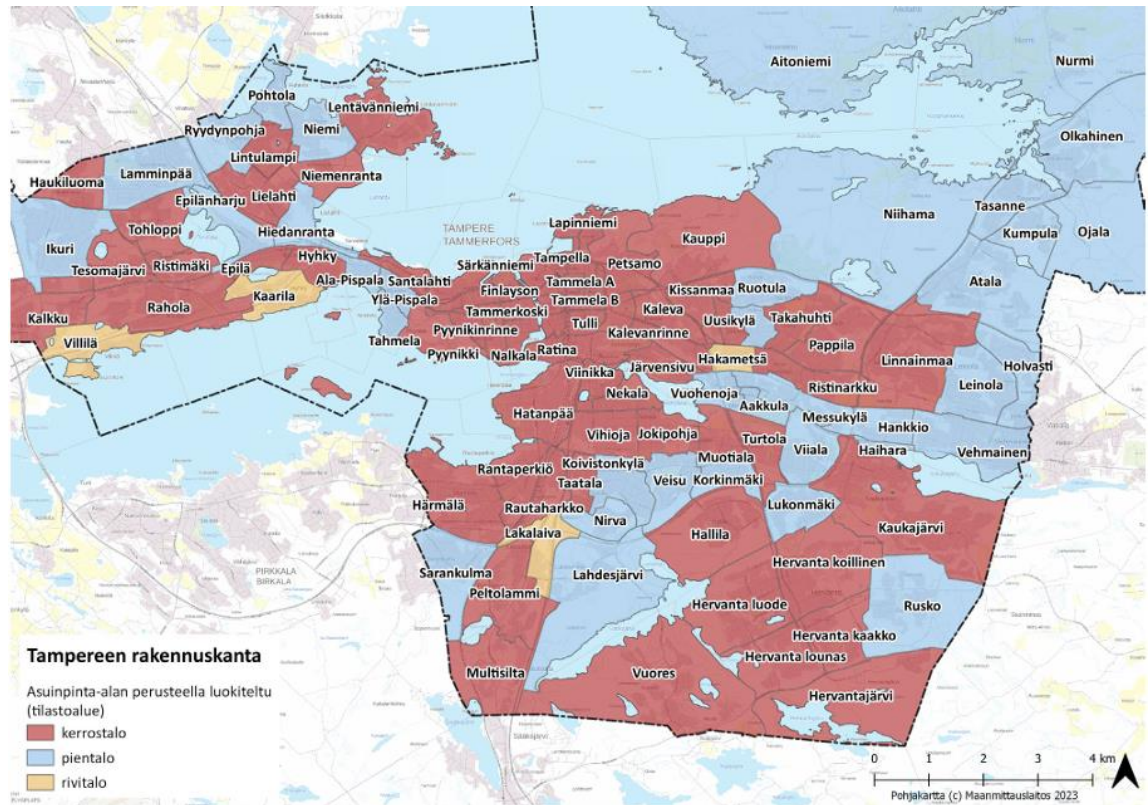 Aitoniemi
Nurmi
Pohtola
Lentävänniemi
Ryydynpohja
Niemi
Olkahinen
Lintulampi
Lamminpää
Niemenranta
Haukiluoma
Lielahti
Epilänharju
Tasanne
Niihama
Lapinniemi
Tohloppi
Hiedanranta
TAMPERE
TAMMERFORS
Kauppi
Kumpula
Ojala
Ikuri
Hyhky
Särkänniemi
Tampella
Petsamo
Tesomajärvi
Ristimäki
Epilä
Ala-Pispala
Santalahti
Finlayson
Tammela A
Kissanmaa
Ruotula
Atala
Kaarila
Ylä-Pispala
Tammela B
Rahola
Tammerkoski
Kaleva
Kalkku
Uusikylä
Takahuhti
Tulli
Pyynikinrinne
Kalevanrinne
Villilä
Tahmela
Pappila
Pyynikki
Nalkala
Ratina
Hakametsä
Linnainmaa
Holvasti
Viinikka
Järvensivu
Leinola
Nekala
Vuohenoja
Ristinarkku
Hatanpää
Aakkula
Messukylä
Hankkio
Vihioja
Jokipohja
Turtola
Viiala
Haihara
Vehmainen
Rantaperkiö
Koivistonkylä
Muotiala
Taatala
Veisu
Korkinmäki
Härmälä
Rautaharkko
Nirva
Lukonmäki
Kaukajärvi
Lakalaiva
Hallila
Hervanta koillinen
PIRKKALA
BIRKALA
Sarankulma
Lahdesjärvi
Peltolammi
Hervanta luode
Rusko
Hervanta kaakko
Hervanta lounas
Multisilta
Vuores
Hervantajärvi
Tampereen rakennuskanta
Asuinpinta-alan perusteella luokiteltu
(tilastoalue)
kerrostalo
pientalo
rivitalo
0 1 2 3 4 km
Pohjakartta (c) Maanmittauslaitos 2023